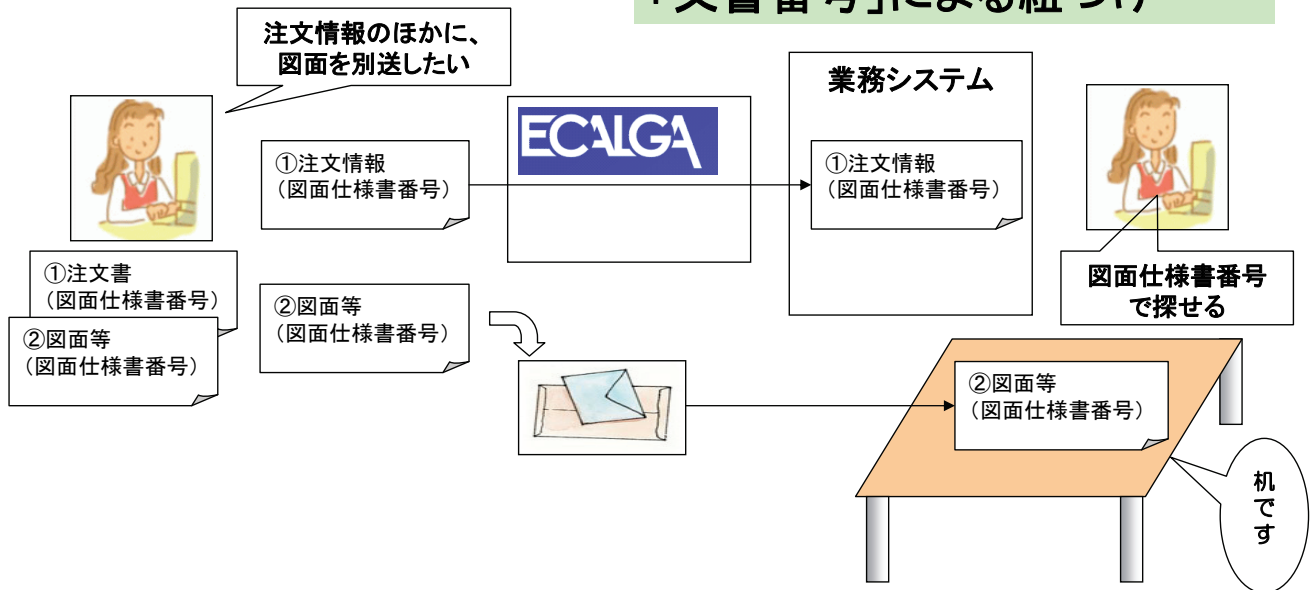 「文書番号」による紐づけ
注文情報のほかに、
図面を別送したい
業務システム
ECALGA
①注文情報
（図面仕様書番号）
①注文情報
（図面仕様書番号）
①注文書
（図面仕様書番号）
②図面等
（図面仕様書番号）
②図面等
（図面仕様書番号）
図面仕様書番号
で探せる
②図面等
（図面仕様書番号）
机です